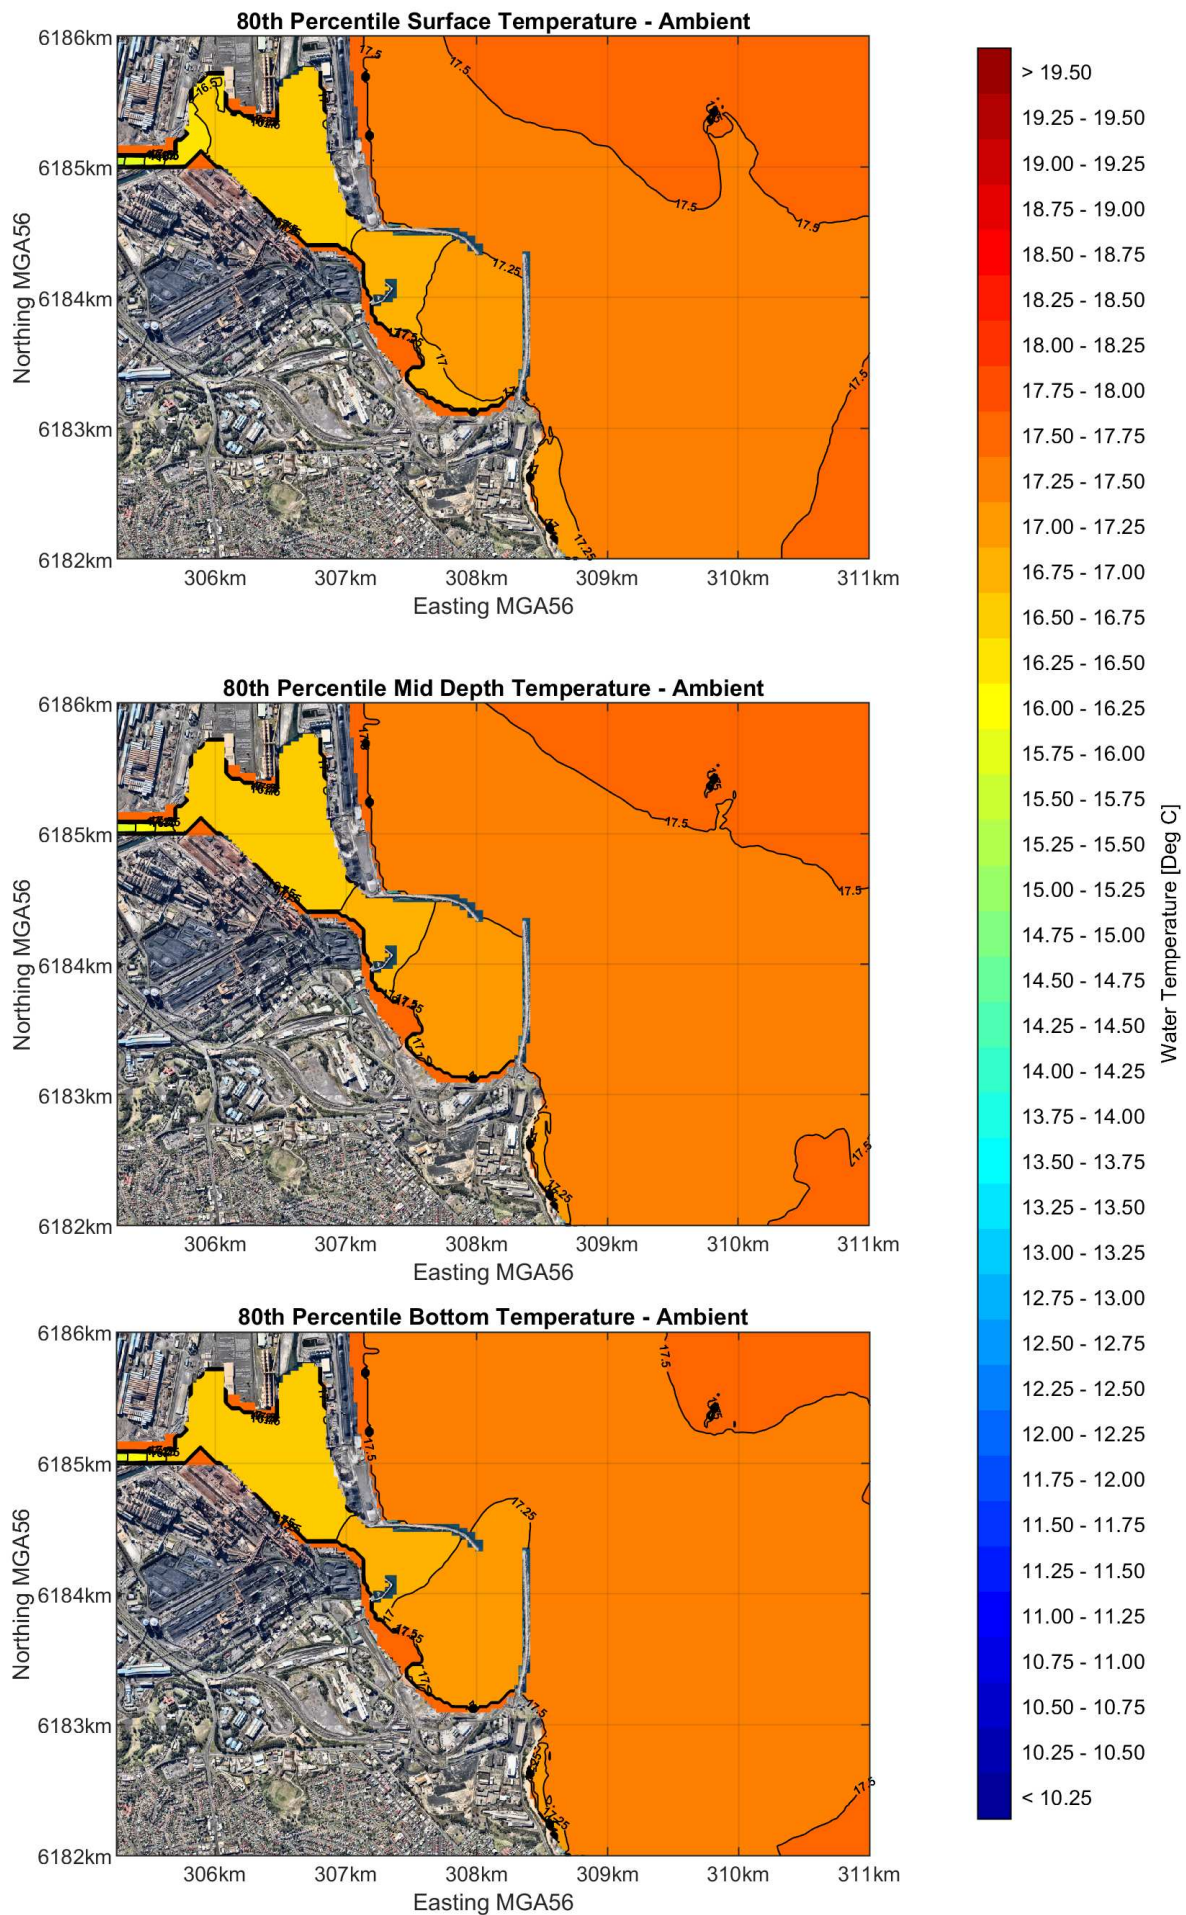 80th Percentile Surface Temperature - Ambient
6186km
6185km
6184km
6183km
6182km
Northing MGA56
17.5
17.5
16.5
17.5
17.5
17.25
17.5
17
17
17.25
306km
307km
308km
309km
310km
311km
Easting MGA56
80th Percentile Mid Depth Temperature - Ambient
6186km
6185km
6184km
6183km
6182km
Northing MGA56
17.5
17.5
17.5
17.25
306km
307km
308km
309km
310km
311km
Easting MGA56
80th Percentile Bottom Temperature - Ambient
6186km
6185km
6184km
6183km
6182km
Northing MGA56
17.5
17.5
17.25
17
17.5
17.5
17.25
306km
307km
308km
309km
310km
311km
Easting MGA56
> 19.50
19.25 - 19.50
19.00 - 19.25
18.75 - 19.00
18.50 - 18.75
18.25 - 18.50
18.00 - 18.25
17.75 - 18.00
17.50 - 17.75
17.25 - 17.50
17.00 - 17.25
16.75 - 17.00
16.50 - 16.75
16.25 - 16.50
16.00 - 16.25
15.75 - 16.00
15.50 - 15.75
15.25 - 15.50
15.00 - 15.25
14.75 - 15.00
14.50 - 14.75
14.25 - 14.50
14.00 - 14.25
13.75 - 14.00
13.50 - 13.75
13.25 - 13.50
13.00 - 13.25
12.75 - 13.00
12.50 - 12.75
12.25 - 12.50
12.00 - 12.25
11.75 - 12.00
11.50 - 11.75
11.25 - 11.50
11.00 - 11.25
10.75 - 11.00
10.50 - 10.75
10.25 - 10.50
< 10.25
Water Temperature [Deg C]